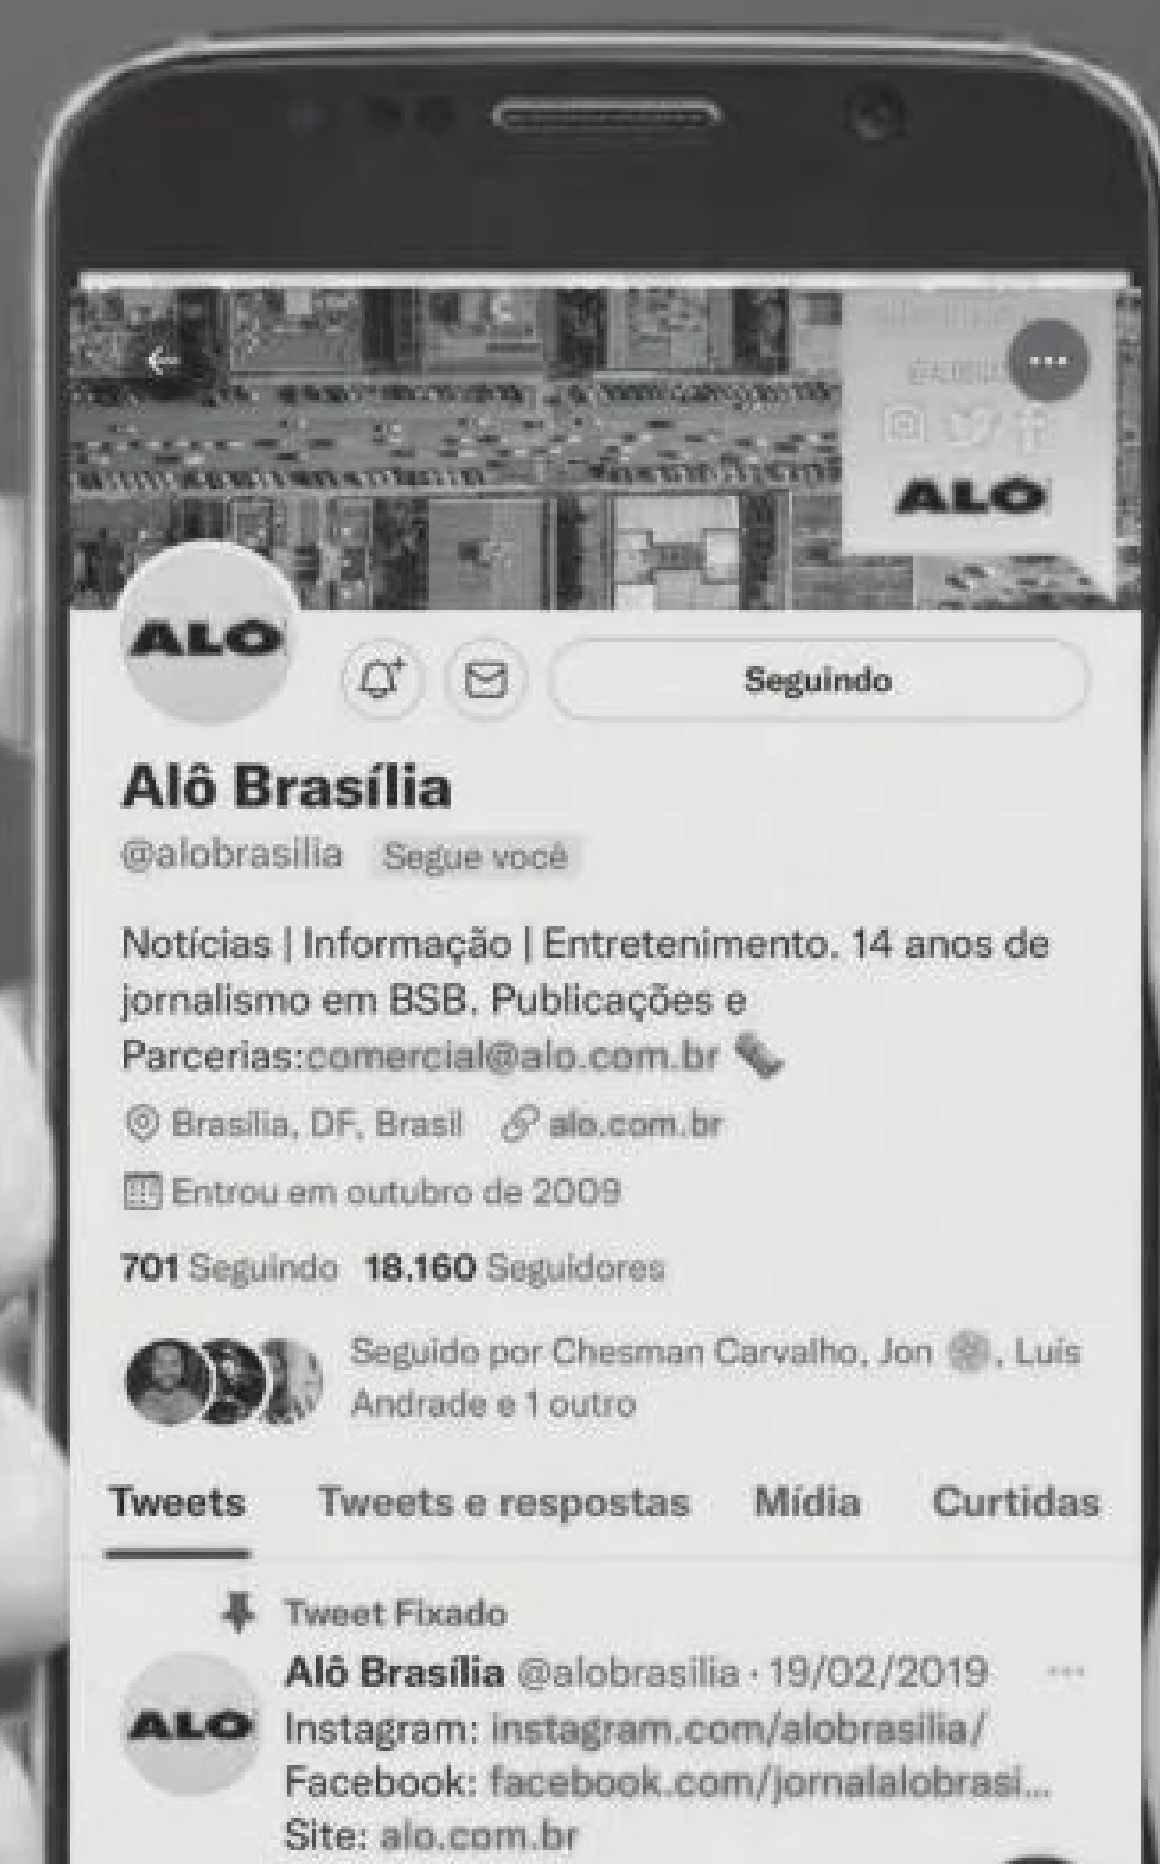 ALÔ
ALÔ
Seguindo
Alô Brasília
@alobrasilia Segue você
Notícias | Informação | Entretenimento. 14 anos de
jornalismo em BSB. Publicações e
Parcerias:comercial@alo.com.br
Brasília, DF, Brasil alo.com.br
Entrou em outubro de 2009
701 Seguindo 18.160 Seguidores
Seguido por Chesman Carvalho, Jon , Luís
Andrade e 1 outro
Tweets Tweets e respostas Mídia Curtidas
Tweet Fixado
Alô Brasília @alobrasilia · 19/02/2019
ALÔ
Instagram: instagram.com/alobrasilia/
Facebook: facebook.com/jornalalobrasi...
Site: alo.com.br